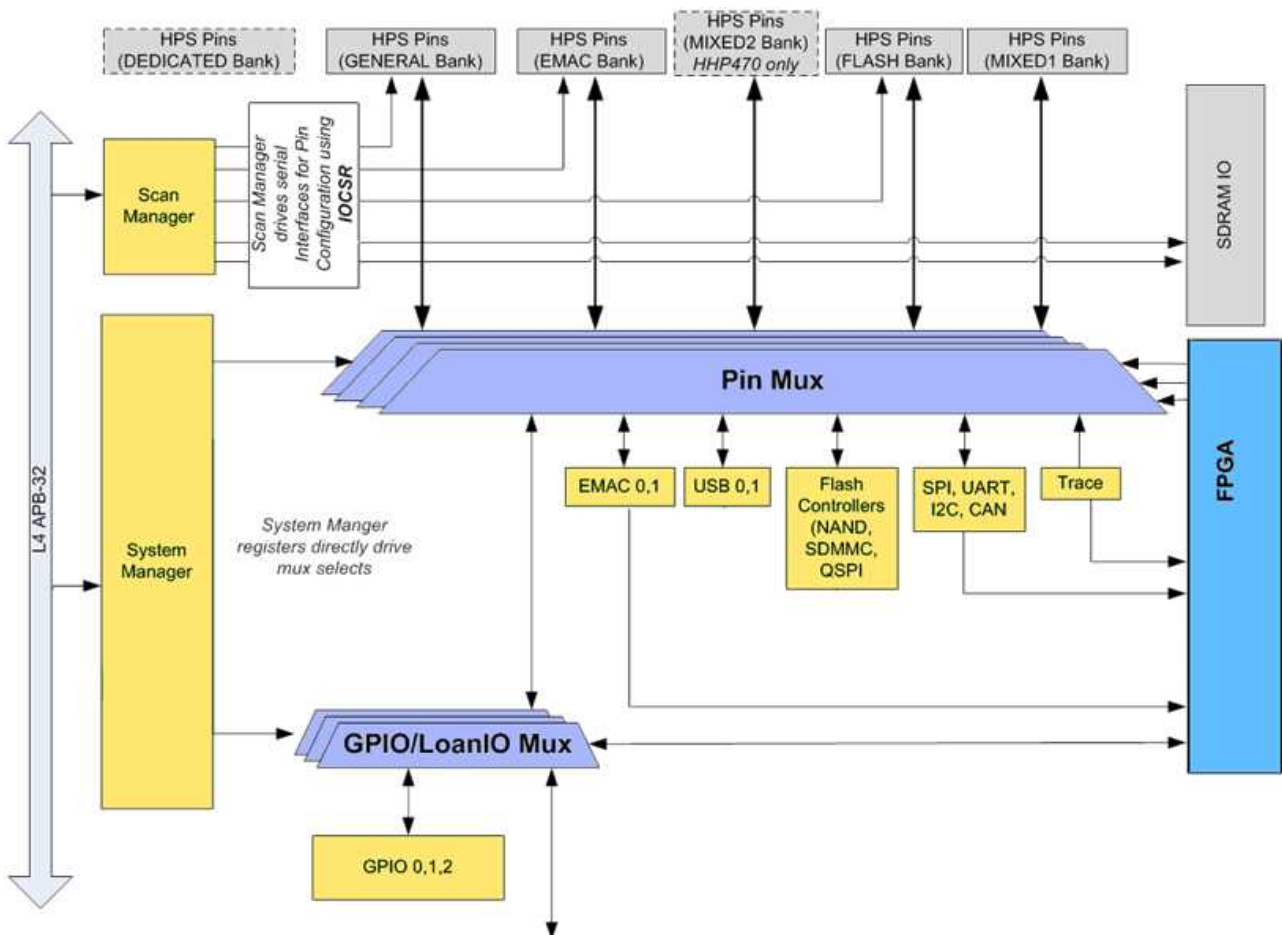 HPS Pins
(DEDICATED Bank)
HPS Pins
(GENERAL Bank)
HPS Pins
(EMAC Bank)
HPS Pins
(MIXED2 Bank)
HHP470 only
HPS Pins
(FLASH Bank)
HPS Pins
(MIXED1 Bank)
Scan
Manager
Scan Manager
drives serial
Interfaces for Pin
Configuration using
IOCSR
SDRAM IO
L4 APB-32
System
Manager
Pin Mux
FPGA
EMAC 0,1
USB 0,1
Flash
Controllers
(NAND,
SDMMC,
QSPI
SPI, UART,
I2C, CAN
Trace
System Manger
registers directly drive
mux selects
GPIO/LoanIO Mux
GPIO 0,1,2